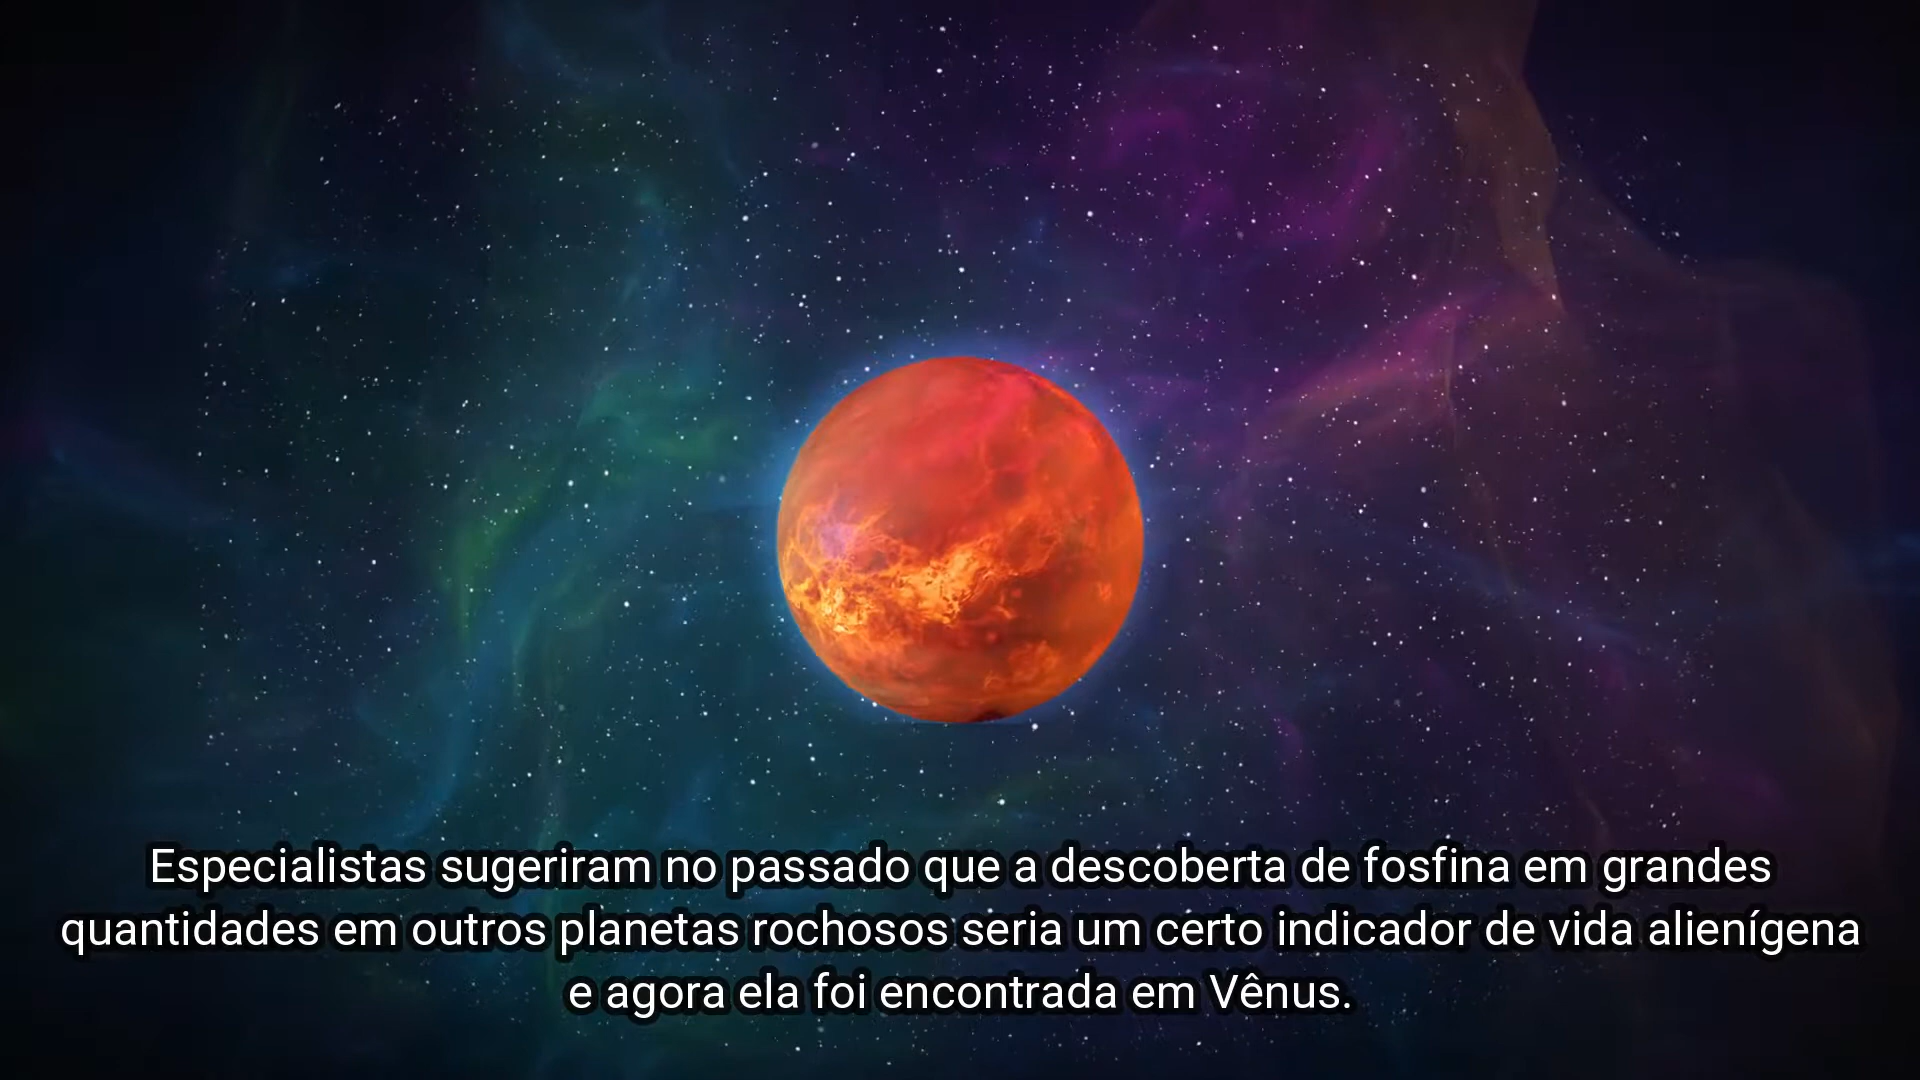 Especialistas sugeriram no passado que a descoberta de fosfina em grandes
quantidades em outros planetas rochosos seria um certo indicador de vida alienígena
e agora ela foi encontrada em Vênus.